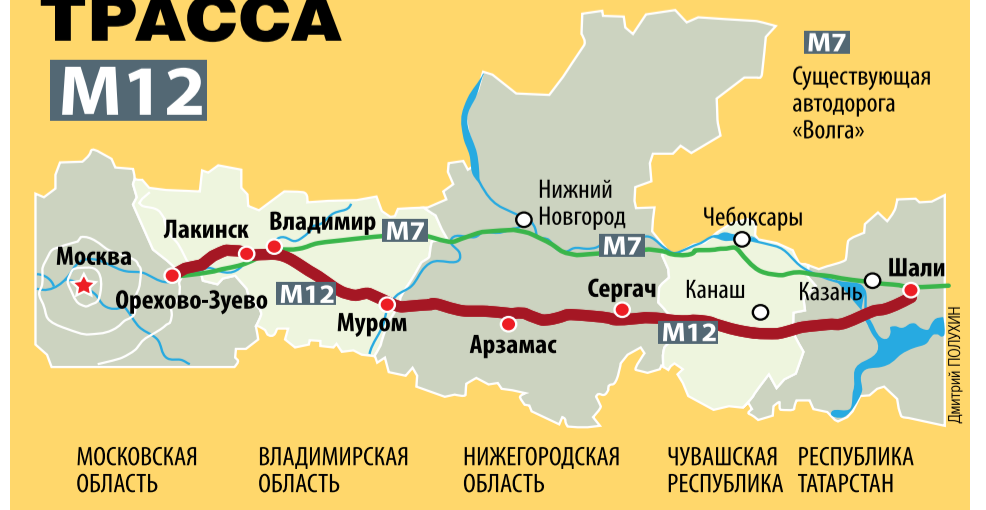 ТРАССА
М12
М7
Существующая
автодорога
«Волга»
Нижний
Новгород
Чебоксары
Лакинск
Владимир
М7
М7
Москва
Шали
Орехово-Зуево
М12
Сергач
Канаш
Казань
Муром
М12
Арзамас
Дмитрий ПОЛУХИН
МОСКОВСКАЯ
ОБЛАСТЬ
ВЛАДИМИРСКАЯ
ОБЛАСТЬ
НИЖЕГОРОДСКАЯ
ОБЛАСТЬ
ЧУВАШСКАЯ
РЕСПУБЛИКА
РЕСПУБЛИКА
ТАТАРСТАН